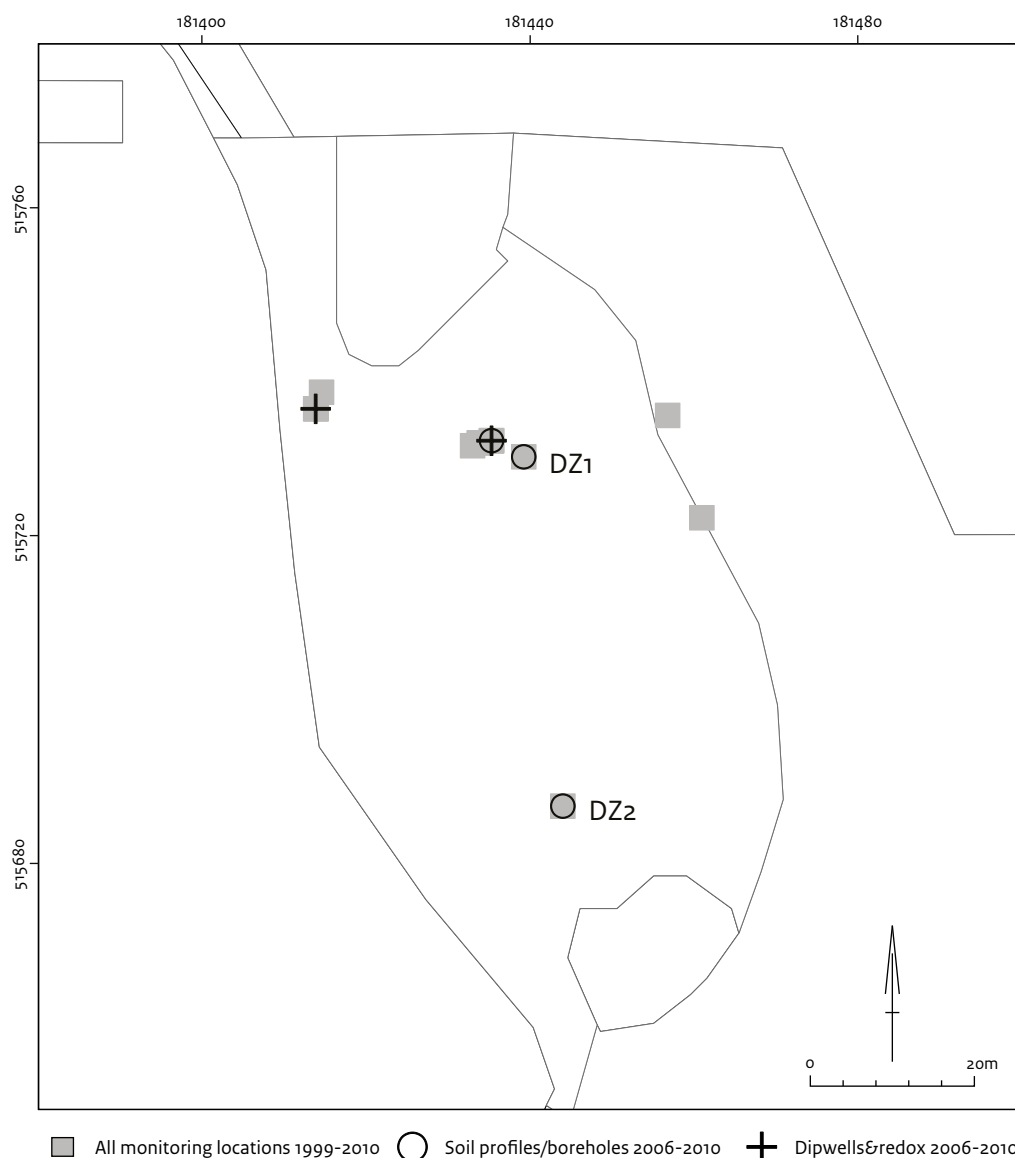 181400 181440 181480
515760
DZ1
515720
DZ2
515680
0 20m
All monitoring locations 1999-2010 Soil profiles/boreholes 2006-2010 Dipwells&redox 2006-2010